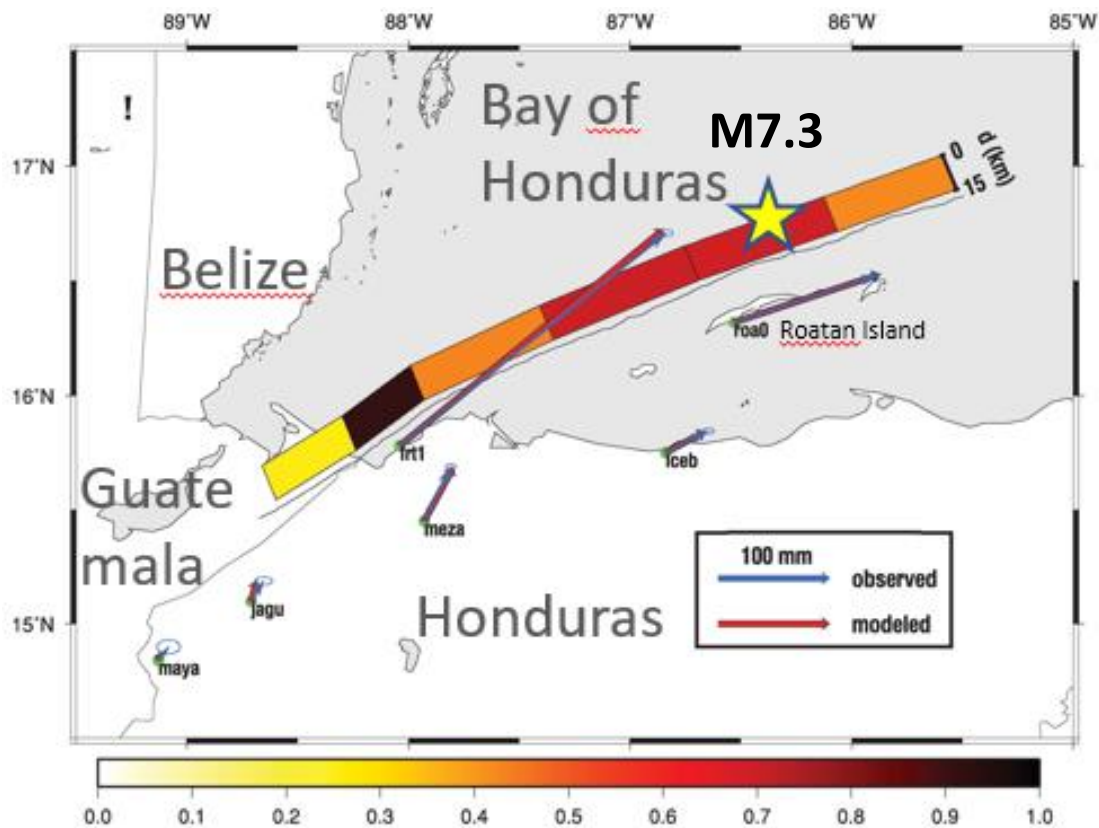 89°W 88°W 87°W 86°W 85°W
!
Bay of
Honduras
M7.3
17°N
0
d (km)
15
Belize
roa0 Roatan Island
16°N
frt1
iceb
Guate
mala
meza
100 mm
observed
modeled
jagu
Honduras
15°N
maya
0.0 0.1 0.2 0.3 0.4 0.5 0.6 0.7 0.8 0.9 1.0